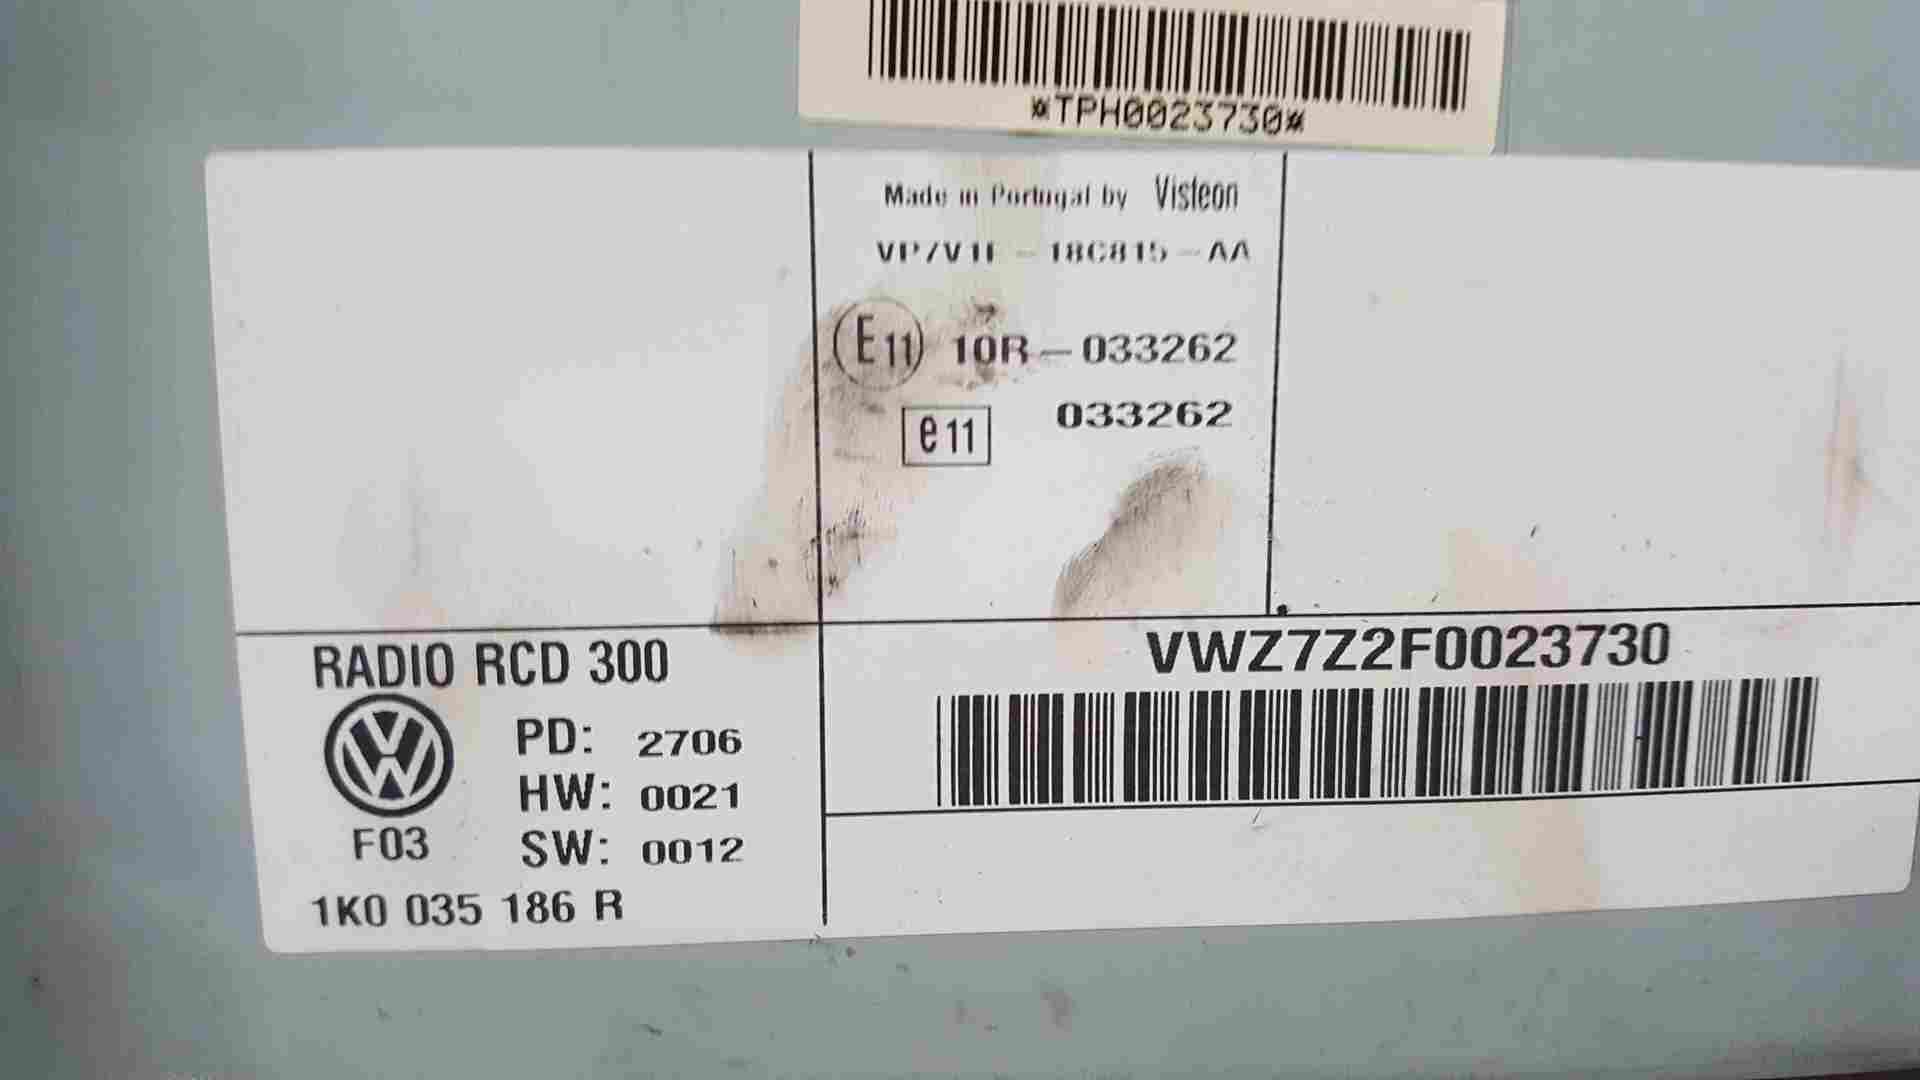 *TPH0023730*
Made in Portugal by Visteon
VP7V1F-18C815-AA
E11 10R-033262
e11 033262
RADIO RCD 300
VWZ7Z2F0023730
PD: 2706
HW: 0021
F03
SW: 0012
1K0 035 186 R